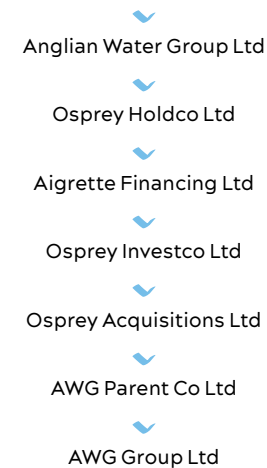 Anglian Water Group Ltd
Osprey Holdco Ltd
Aigrette Financing Ltd
Osprey Investco Ltd
Osprey Acquisitions Ltd
AWG Parent Co Ltd
AWG Group Ltd